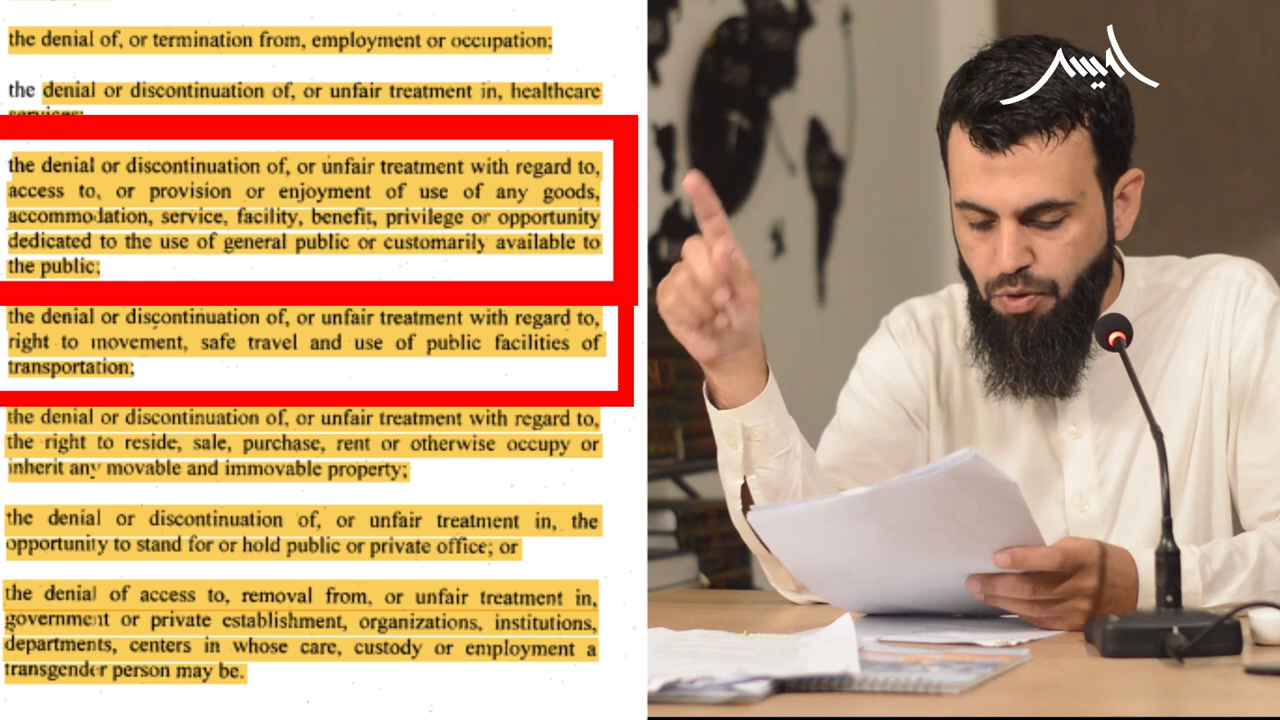 the denial of, or termination from, employment or occupation;
the denial or discontinuation of, or unfair treatment in, healthcare
services;
the denial or discontinuation of, or unfair treatment with regard to,
access to, or provision or enjoyment of use of any goods,
accommodation, service, facility, benefit, privilege or opportunity
dedicated to the use of general public or customarily available to
the public;
the denial or discontinuation of, or unfair treatment with regard to,
right to movement, safe travel and use of public facilities of
transportation;
the denial or discontinuation of, or unfair treatment with regard to,
the right to reside, sale, purchase, rent or otherwise occupy or
inherit any movable and immovable property;
the denial or discontinuation of, or unfair treatment in, the
opportunity to stand for or hold public or private office; or
the denial of access to, removal from, or unfair treatment in,
government or private establishment, organizations, institutions,
departments, centers in whose care, custody or employment a
transgender person may be.